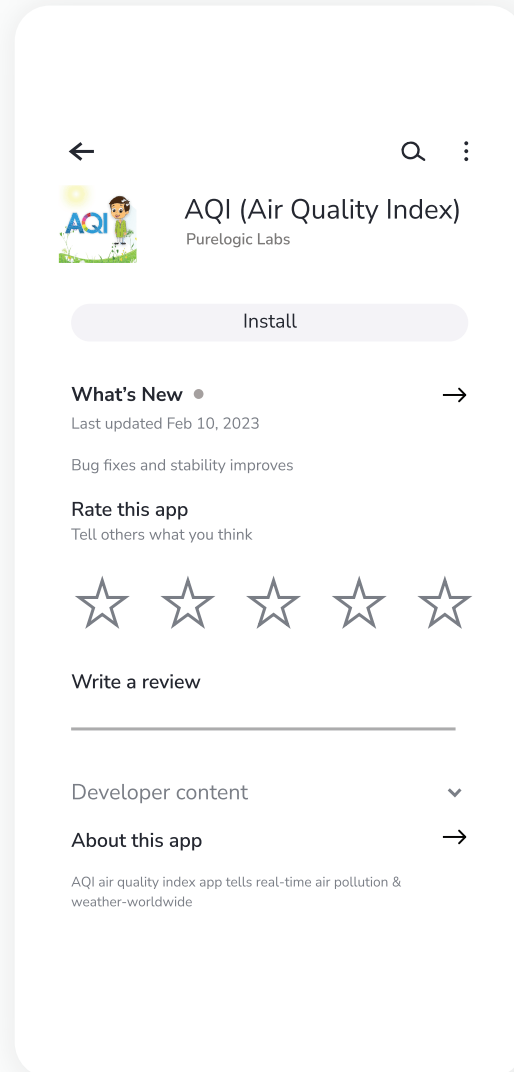 AQI (Air Quality Index)
AQI
Purelogic Labs
Install
What's New
Last updated Feb 10, 2023
Bug fixes and stability improves
Rate this app
Tell others what you think
Write a review
Developer content
About this app
AQI air quality index app tells real-time air pollution &
weather-worldwide